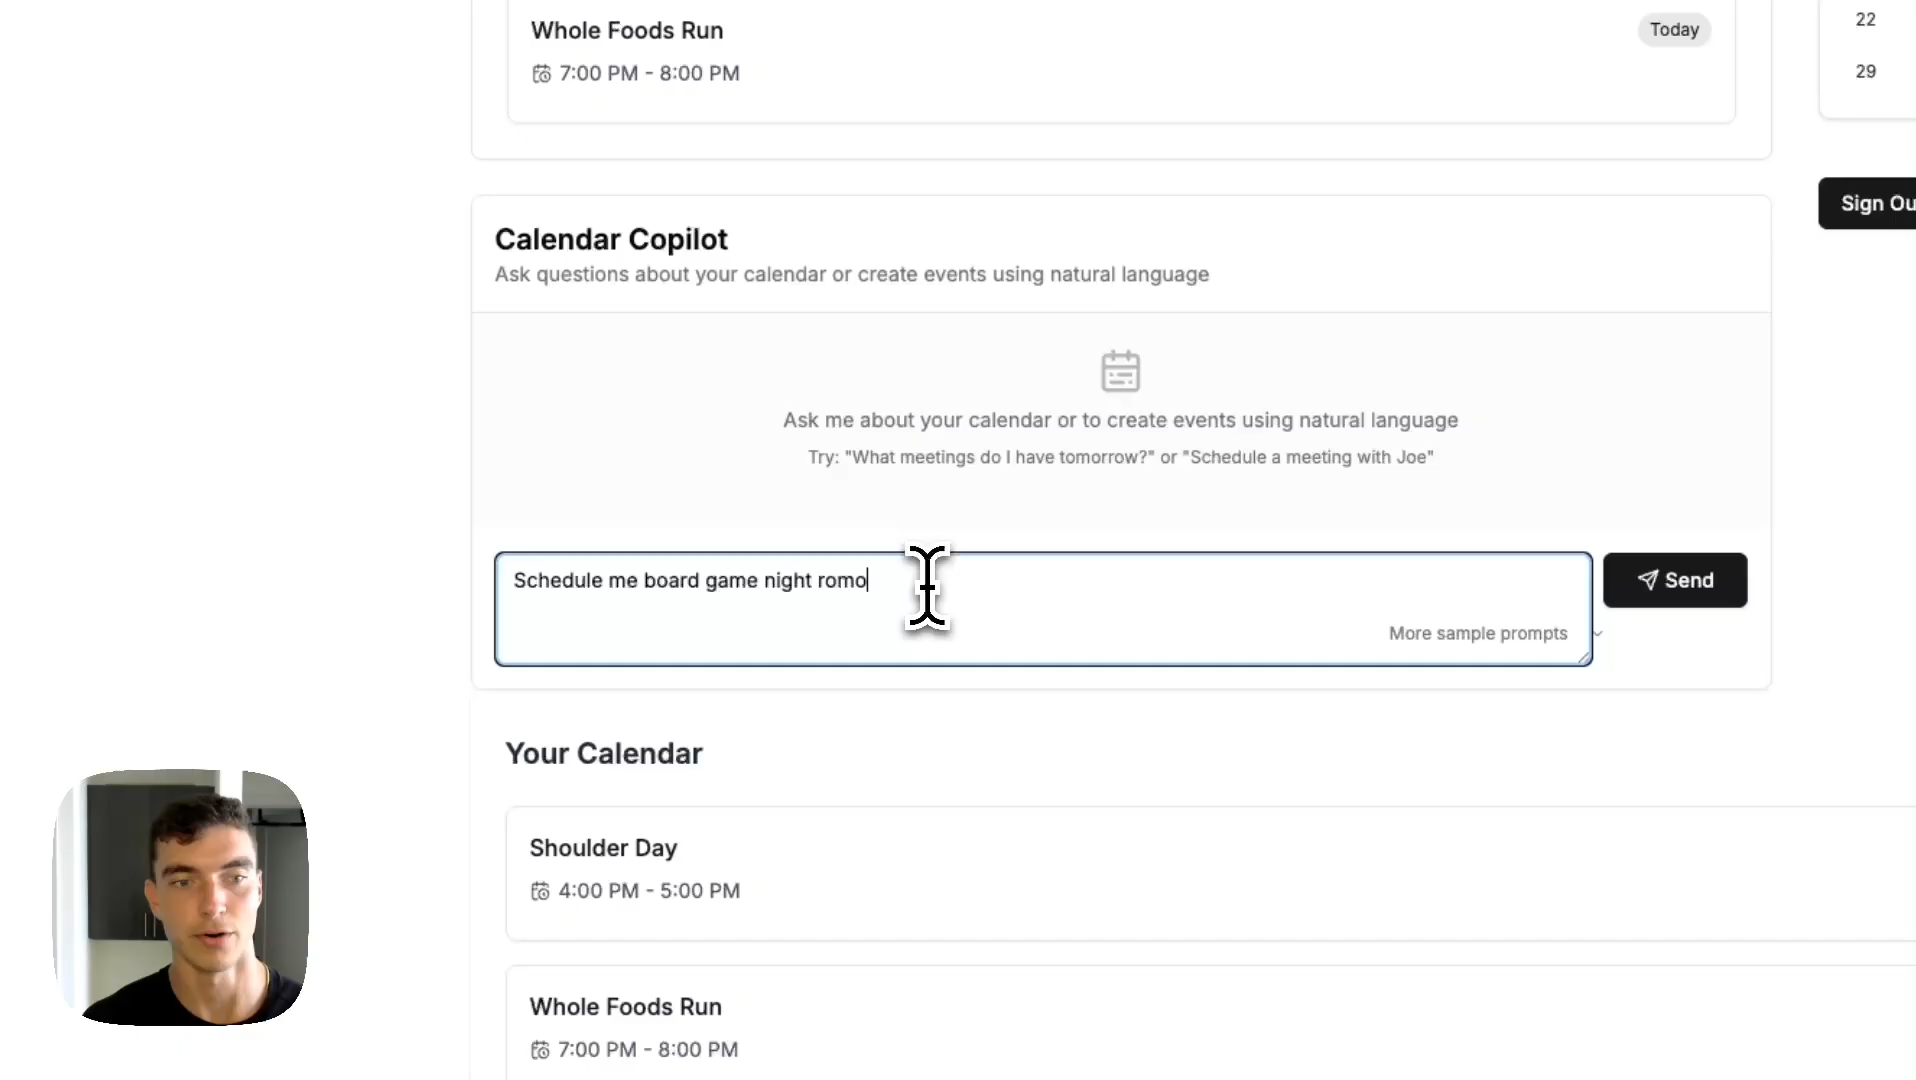 Whole Foods Run
Today
7:00 PM - 8:00 PM
22
29
Sign Ou
Calendar Copilot
Ask questions about your calendar or create events using natural language
Ask me about your calendar or to create events using natural language
Try: "What meetings do I have tomorrow?" or "Schedule a meeting with Joe"
Schedule me board game night romo
Send
More sample prompts
Your Calendar
Shoulder Day
4:00 PM - 5:00 PM
Whole Foods Run
7:00 PM - 8:00 PM